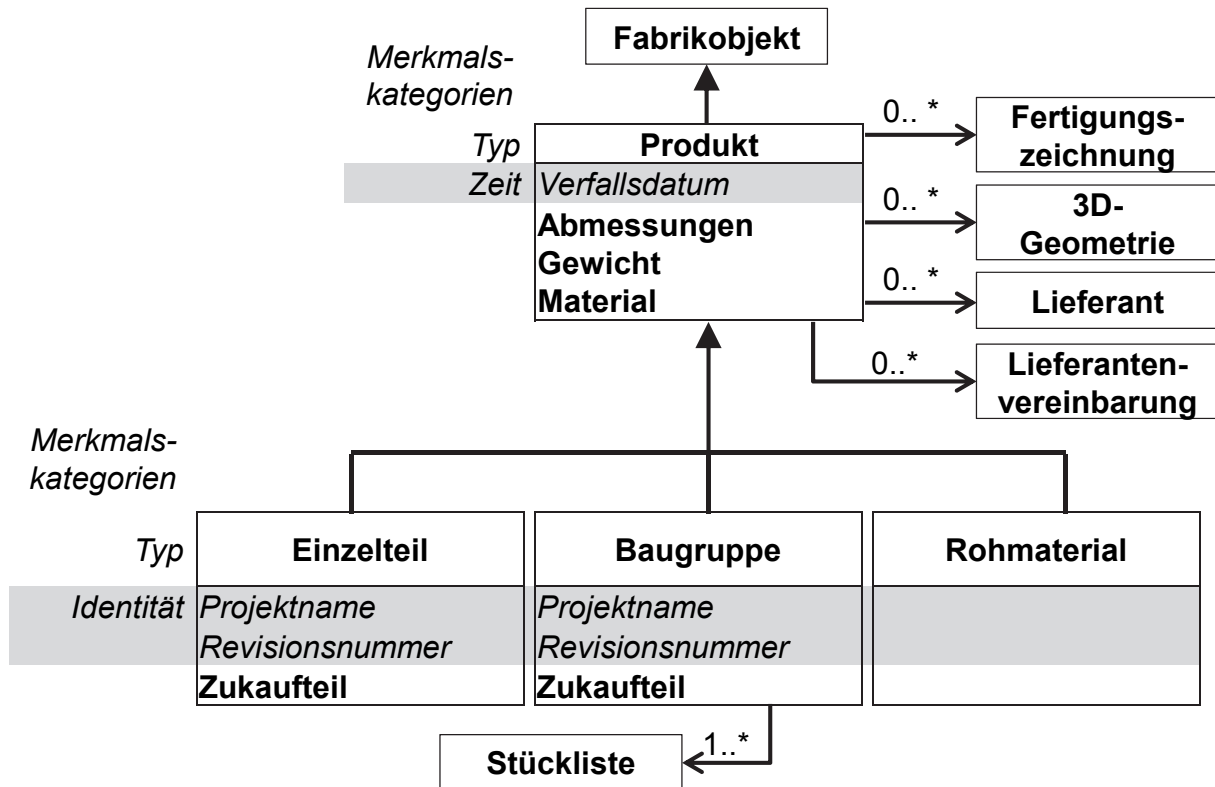 Fabrikobjekt
Merkmals-
kategorien
Typ
Produkt
Zeit
Verfallsdatum
Abmessungen
Gewicht
Material
0.. *
Fertigungs-
zeichnung
0.. *
3D-
Geometrie
0.. *
Lieferant
0..*
Lieferanten-
vereinbarung
Merkmals-
kategorien
Typ
Einzelteil
Baugruppe
Rohmaterial
Identität
Projektname
Revisionsnummer
Zukaufteil
Projektname
Revisionsnummer
Zukaufteil
1..*
Stückliste